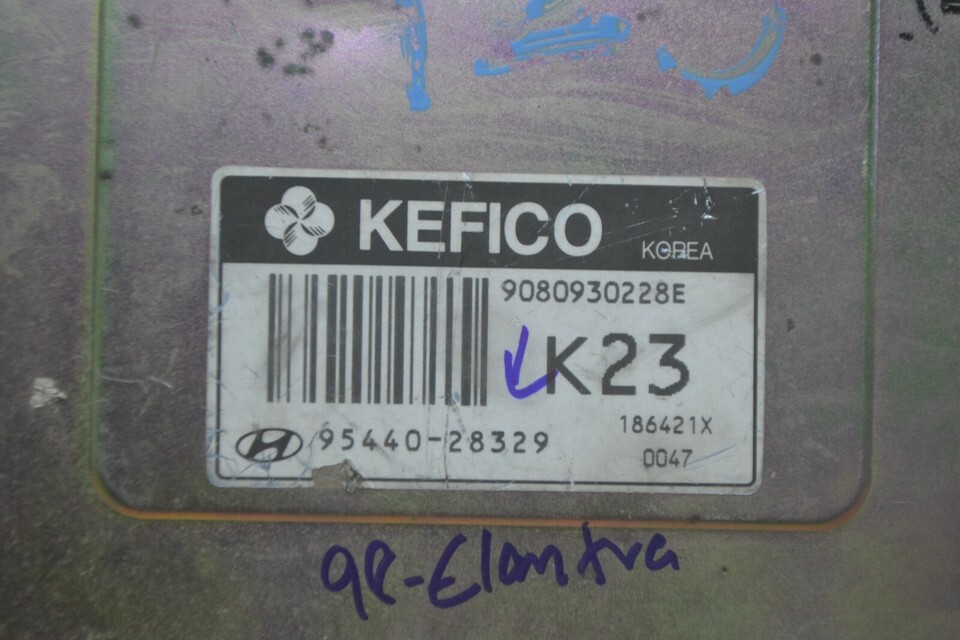 KEFICO
KOREA
9080930228E
K23
186421X
95440-28329
0047
98-Elantra